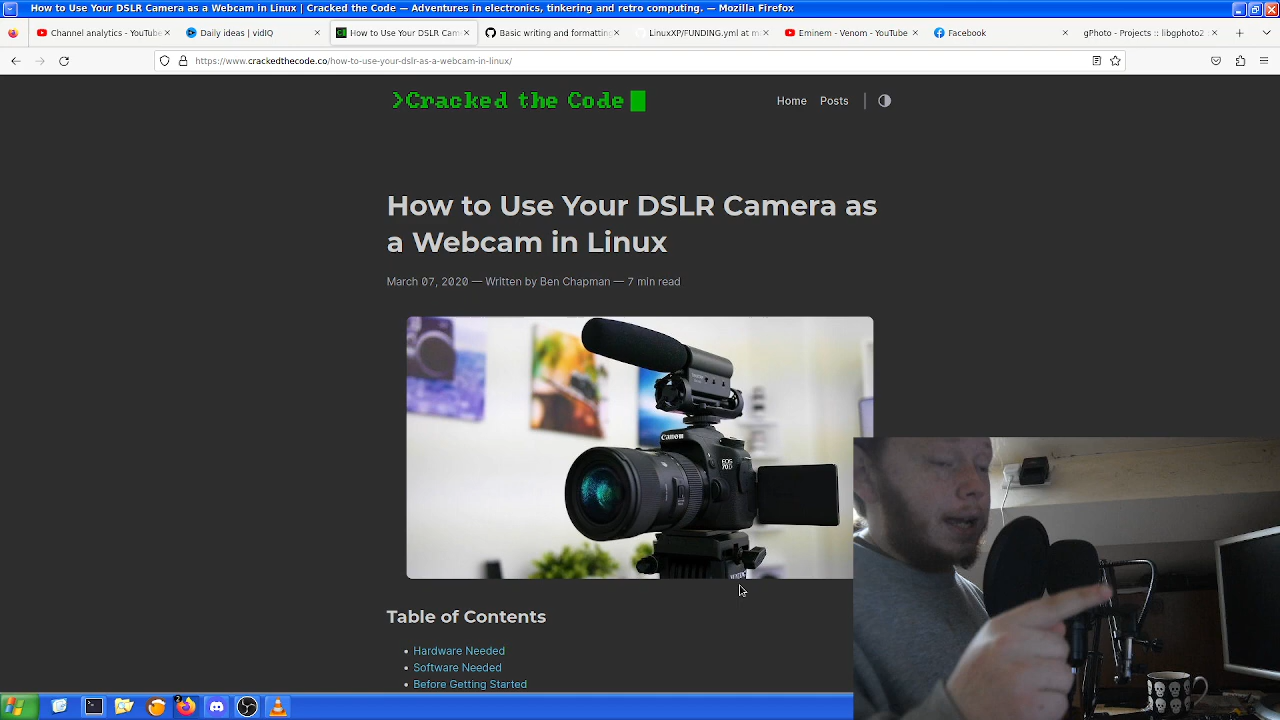 How to Use Your DSLR Camera as a Webcam in Linux | Cracked the Code — Adventures in electronics, tinkering and retro computing. — Mozilla Firefox
Channel analytics - YouTube
Daily ideas | vidIQ
How to Use Your DSLR Cam
Basic writing and formatting
LinuxXP/FUNDING.yml at m
Eminem - Venom - YouTube
Facebook
gPhoto - Projects :: libgphoto2
https://www.crackedthecode.co/how-to-use-your-dslr-as-a-webcam-in-linux/
>Cracked the Code
Home Posts
How to Use Your DSLR Camera as
a Webcam in Linux
March 07, 2020 — Written by Ben Chapman — 7 min read
Canon
EOS
70D
Table of Contents
• Hardware Needed
• Software Needed
• Before Getting Started
2